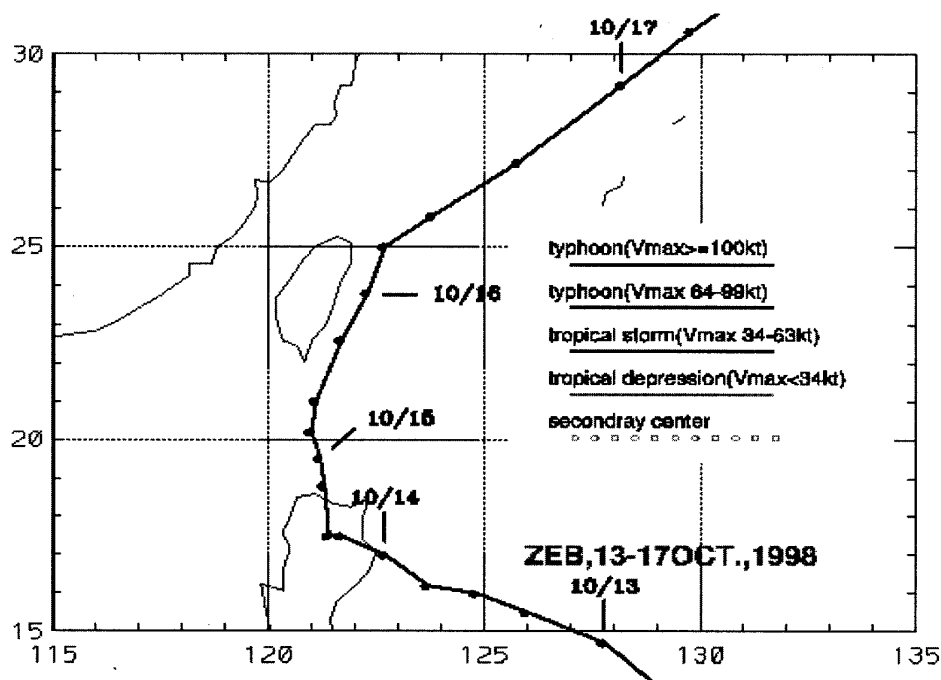 10/17
30
25
typhoon(Vmax>=100kt)
10/16
typhoon(Vmax 64-99kt)
tropical storm(Vmax 34-63kt)
tropical depression(Vmax<34kt)
10/15
secondray center
20
10/14
ZEB,13-17OCT.,1998
10/13
15
115 120 125 130 135